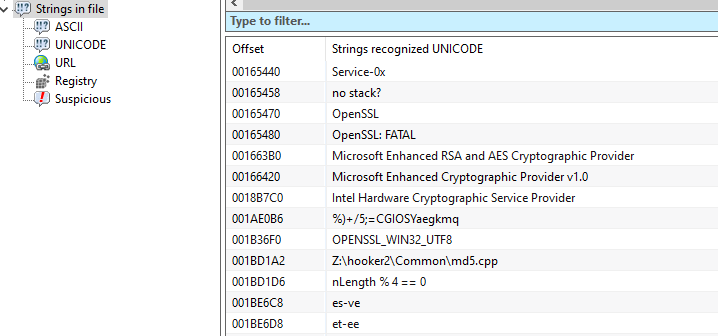 Strings in file
ASCII
UNICODE
URL
Registry
Suspicious
Type to filter...
Offset Strings recognized UNICODE
00165440 Service-0x
00165458 no stack?
00165470 OpenSSL
00165480 OpenSSL: FATAL
001663B0 Microsoft Enhanced RSA and AES Cryptographic Provider
00166420 Microsoft Enhanced Cryptographic Provider v1.0
0018B7C0 Intel Hardware Cryptographic Service Provider
001AE0B6 %)+/5;=CGIOSYaegkmq
001B36F0 OPENSSL_WIN32_UTF8
001BD1A2 Z:\hooker2\Common\md5.cpp
001BD1D6 nLength % 4 == 0
001BE6C8 es-ve
001BE6D8 et-ee